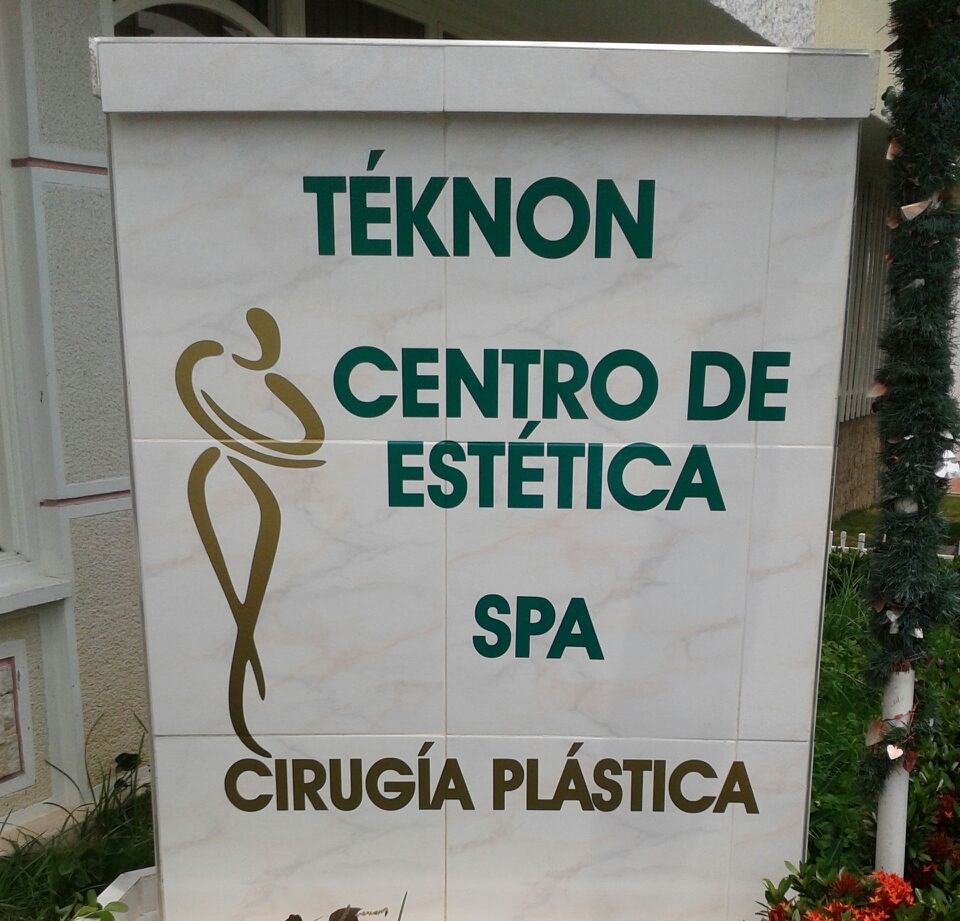 TÉKNON
CENTRO DE
ESTÉTICA
SPA
CIRUGÍA PLÁSTICA